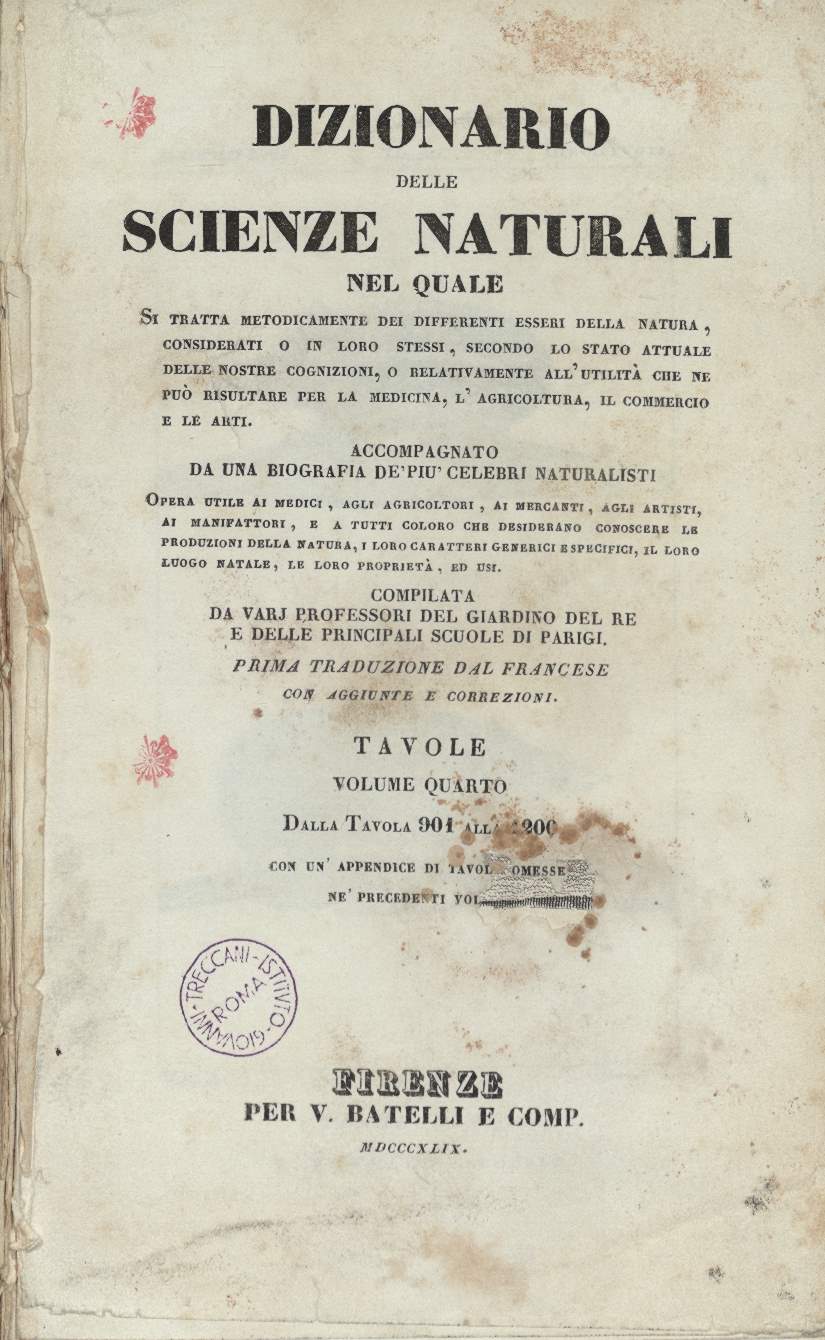 DIZIONARIO
DELLE
SCIENZE NATURALI
NEL QUALE
SI TRATTA METODICAMENTE DEI DIFFERENTI ESSERI DELLA NATURA,
CONSIDERATI O IN LORO STESSI, SECONDO LO STATO ATTUALE
DELLE NOSTRE COGNIZIONI, O RELATIVAMENTE ALL'UTILITÀ CHE NE
PUÒ RISULTARE PER LA MEDICINA, L'AGRICOLTURA, IL COMMERCIO
E LE ARTI.
ACCOMPAGNATO
DA UNA BIOGRAFIA DE'PIU' CELEBRI NATURALISTI
OPERA UTILE AI MEDICI, AGLI AGRICOLTORI, AI MERCANTI, AGLI ARTISTI,
AI MANIFATTORI, E A TUTTI COLORO CHE DESIDERANO CONOSCERE LE
PRODUZIONI DELLA NATURA, I LORO CARATTERI GENERICI E SPECIFICI, IL LORO
LUOGO NATALE, LE LORO PROPRIETÀ, ED USI.
COMPILATA
DA VARJ PROFESSORI DEL GIARDINO DEL RE
E DELLE PRINCIPALI SCUOLE DI PARIGI.
PRIMA TRADUZIONE DAL FRANCESE
CON AGGIUNTE E CORREZIONI.
TAVOLE
VOLUME QUARTO
DALLA TAVOLA 901 ALLA
CON UN' APPENDICE DI OMESSE
NE' PRECEDENTI
GIOVANNI-TRECCANI-ISTITVTO-
ROMA
FIRENZE
PER V. BATELLI E COMP.
MDCCCXLIX.